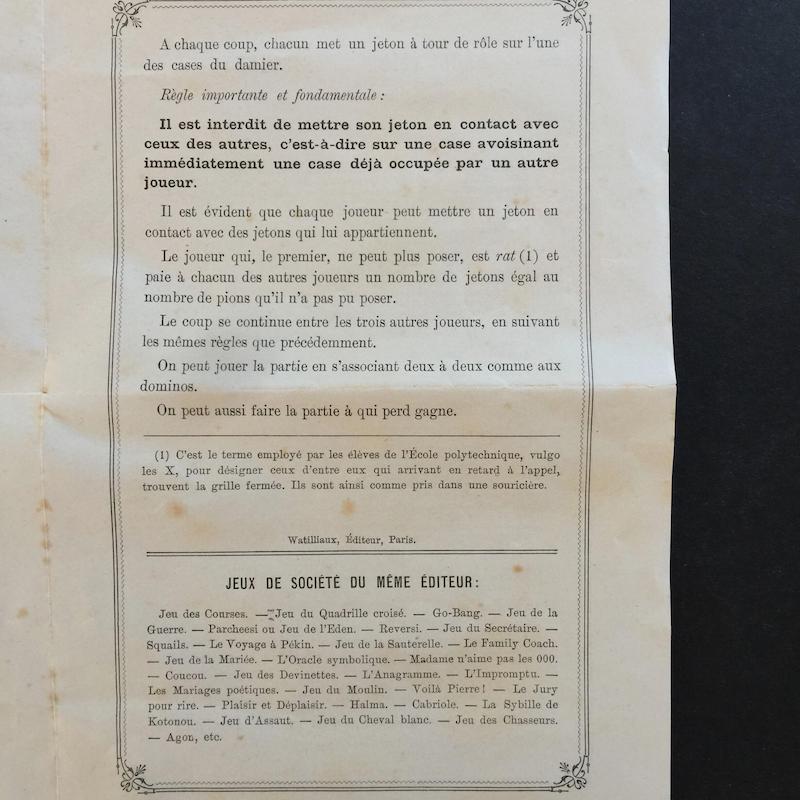 A chaque coup, chacun met un jeton à tour de rôle sur l'une
des cases du damier.
Règle importante et fondamentale :
Il est interdit de mettre son jeton en contact avec
ceux des autres, c'est-à-dire sur une case avoisinant
immédiatement une case déjà occupée par un autre
joueur.
Il est évident que chaque joueur peut mettre un jeton en
contact avec des jetons qui lui appartiennent.
Le joueur qui, le premier, ne peut plus poser, est rat (1) et
paie à chacun des autres joueurs un nombre de jetons égal au
nombre de pions qu'il n'a pas pu poser.
Le coup se continue entre les trois autres joueurs, en suivant
les mêmes règles que précédemment.
On peut jouer la partie en s'associant deux à deux comme aux
dominos.
On peut aussi faire la partie à qui perd gagne.
(1) C'est le terme employé par les élèves de l'École polytechnique, vulgo
les X, pour désigner ceux d'entre eux qui arrivant en retard à l'appel,
trouvent la grille fermée. Ils sont ainsi comme pris dans une souricière.
Watilliaux, Éditeur, Paris.
JEUX DE SOCIÉTÉ DU MÊME ÉDITEUR :
Jeu des Courses. — Jeu du Quadrille croisé. — Go-Bang. — Jeu de la
Guerre. — Parcheesi ou Jeu de l'Eden. — Reversi. — Jeu du Secrétaire. —
Squails. — Le Voyage à Pékin. — Jeu de la Sauterelle. — Le Family Coach.
— Jeu de la Mariée. — L'Oracle symbolique. — Madame n'aime pas les 000.
— Coucou. — Jeu des Devinettes. — L'Anagramme. — L'Impromptu. —
Les Mariages poétiques. — Jeu du Moulin. — Voilà Pierre ! — Le Jury
pour rire. — Plaisir et Déplaisir. — Halma. — Cabriole. — La Sybille de
Kotonou. — Jeu d'Assaut. — Jeu du Cheval blanc. — Jeu des Chasseurs.
— Agon, etc.